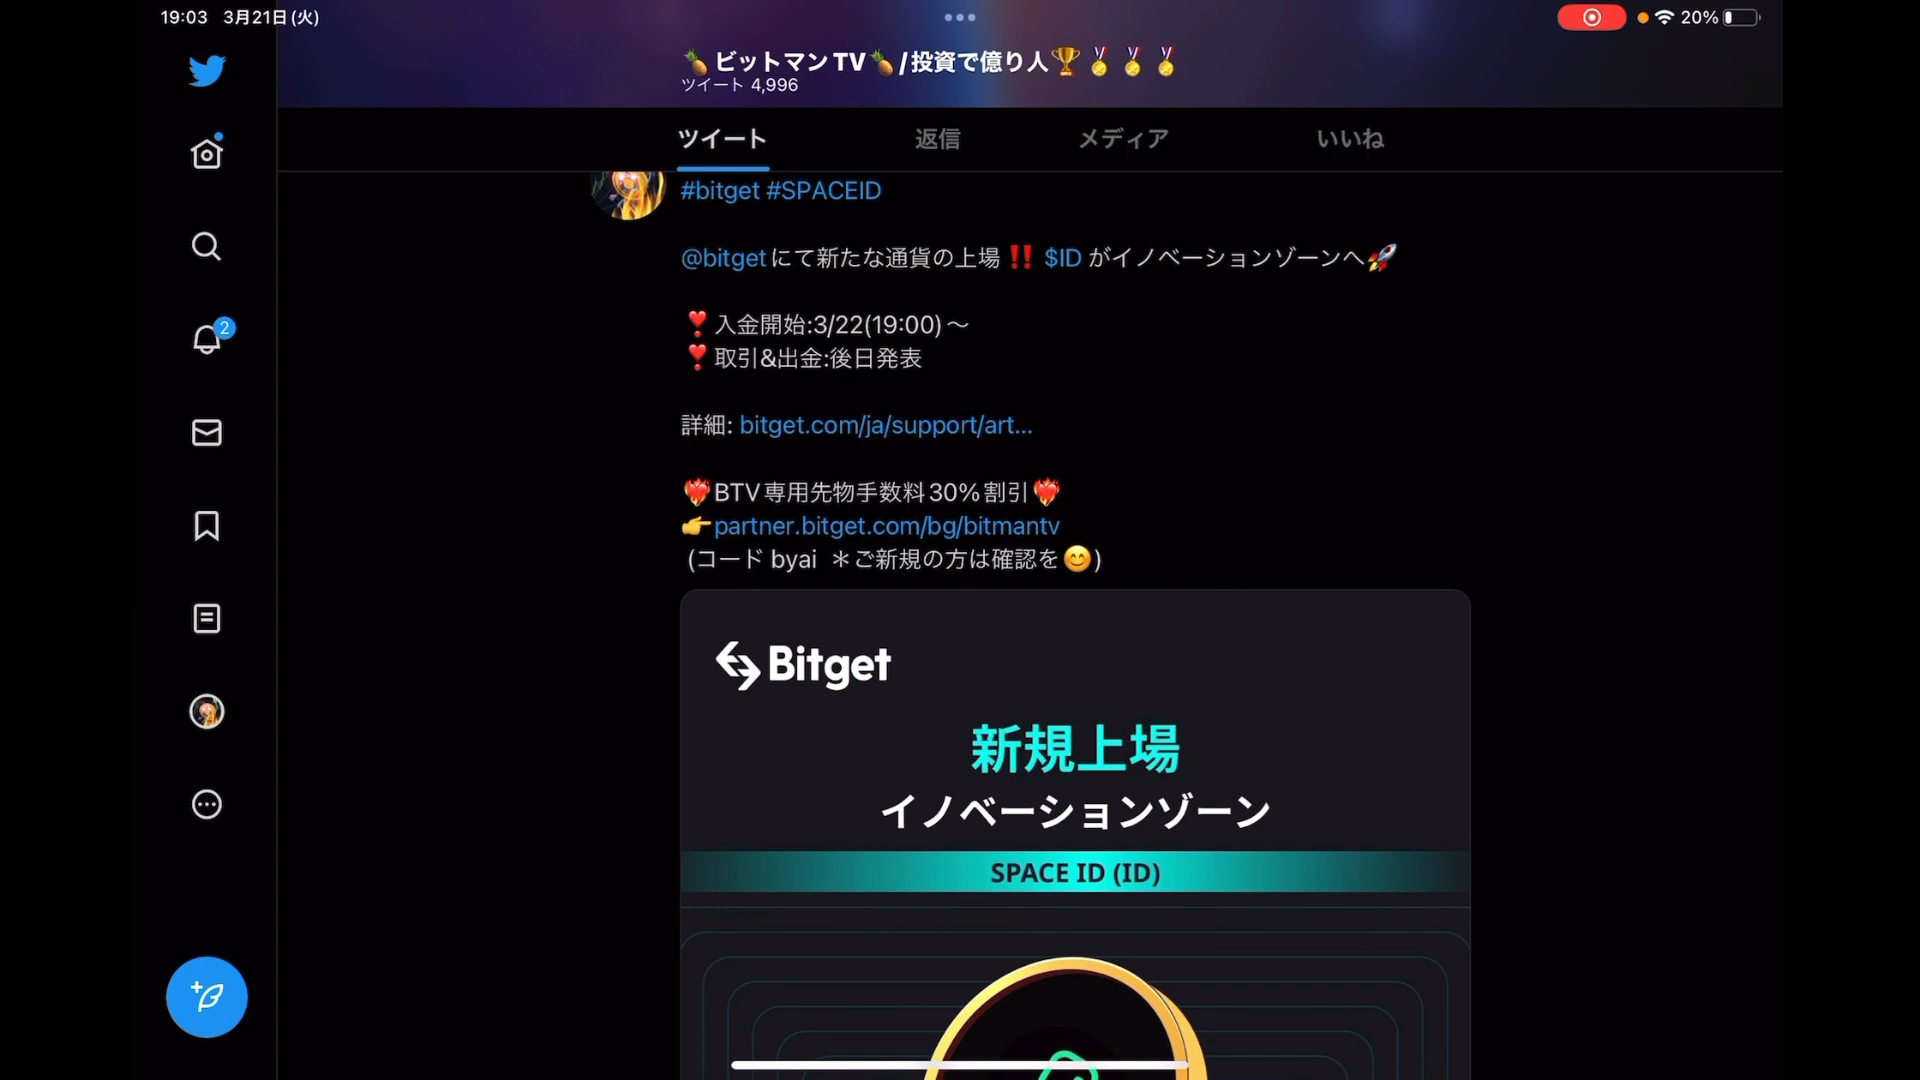 19:03 3月21日(火)
20%
🍍ビットマンTV🍍/投資で億り人🏆🏅🏅🏅
ツイート 4,996
ツイート 返信 メディア いいね
#bitget #SPACEID
@bitgetにて新たな通貨の上場‼️ $ID がイノベーションゾーンへ🚀
❣️入金開始:3/22(19:00)～
❣️取引&出金:後日発表
詳細: bitget.com/ja/support/art...
❤️‍🔥BTV専用先物手数料30%割引❤️‍🔥
👉partner.bitget.com/bg/bitmantv
(コード byai ＊ご新規の方は確認を😊)
2
Bitget
新規上場
イノベーションゾーン
SPACE ID (ID)